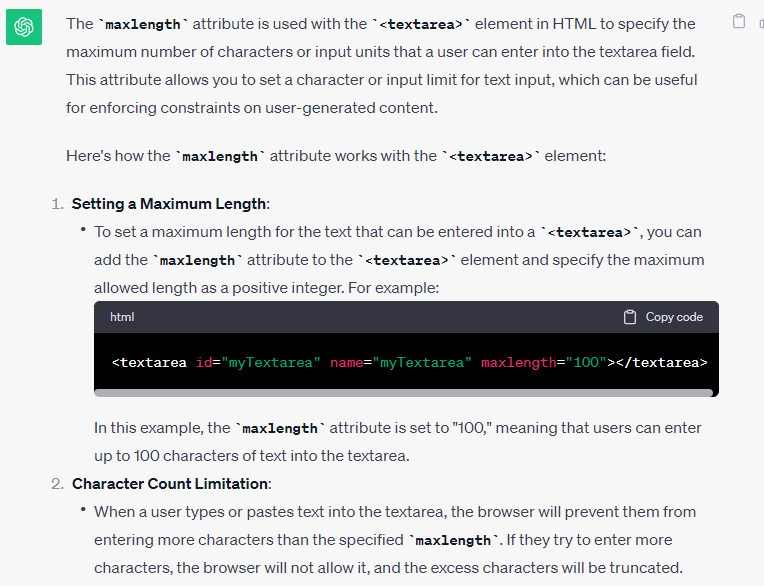 The `maxlength` attribute is used with the `<textarea>` element in HTML to specify the
maximum number of characters or input units that a user can enter into the textarea field.
This attribute allows you to set a character or input limit for text input, which can be useful
for enforcing constraints on user-generated content.
Here's how the `maxlength` attribute works with the `<textarea>` element:
1. Setting a Maximum Length:
• To set a maximum length for the text that can be entered into a `<textarea>`, you can
add the `maxlength` attribute to the `<textarea>` element and specify the maximum
allowed length as a positive integer. For example:
html Copy code
<textarea id="myTextarea" name="myTextarea" maxlength="100"></textarea>
In this example, the `maxlength` attribute is set to "100," meaning that users can enter
up to 100 characters of text into the textarea.
2. Character Count Limitation:
• When a user types or pastes text into the textarea, the browser will prevent them from
entering more characters than the specified `maxlength`. If they try to enter more
characters, the browser will not allow it, and the excess characters will be truncated.